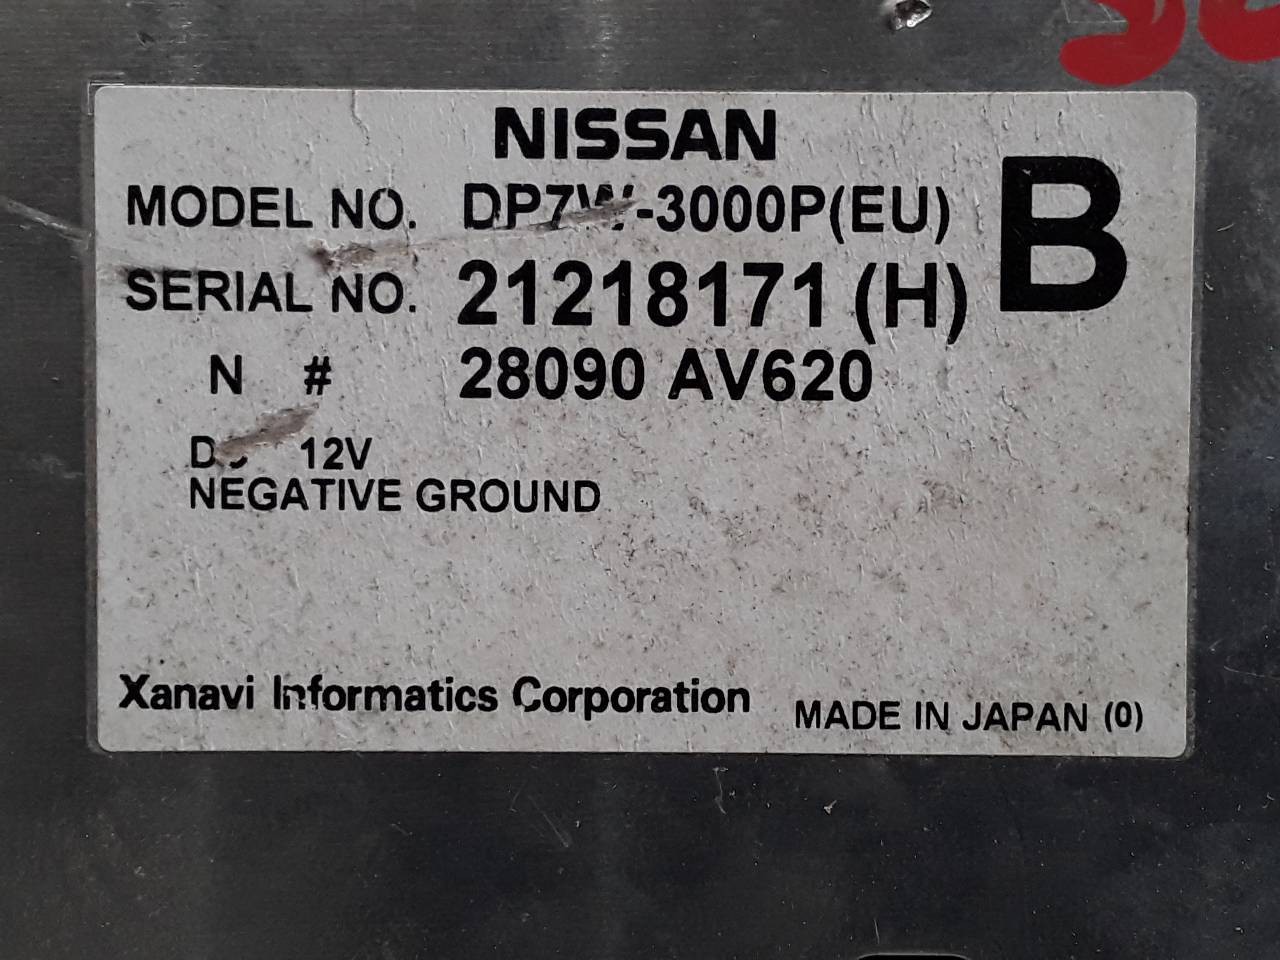 NISSAN
B
MODEL NO. DP7W-3000P(EU)
SERIAL NO. 21218171 (H)
N # 28090 AV620
DC 12V
NEGATIVE GROUND
Xanavi Informatics Corporation
MADE IN JAPAN (0)